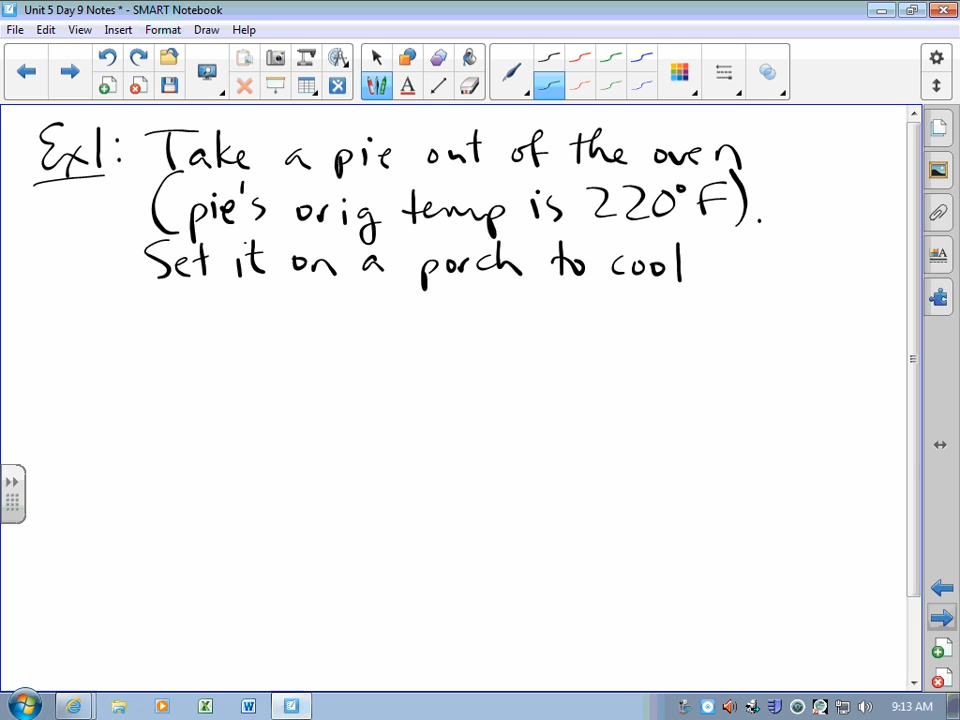 Unit 5 Day 9 Notes * - SMART Notebook
File Edit View Insert Format Draw Help
Ex1: Take a pie out of the oven
(pie's orig temp is 220°F).
Set it on a porch to cool
9:13 AM